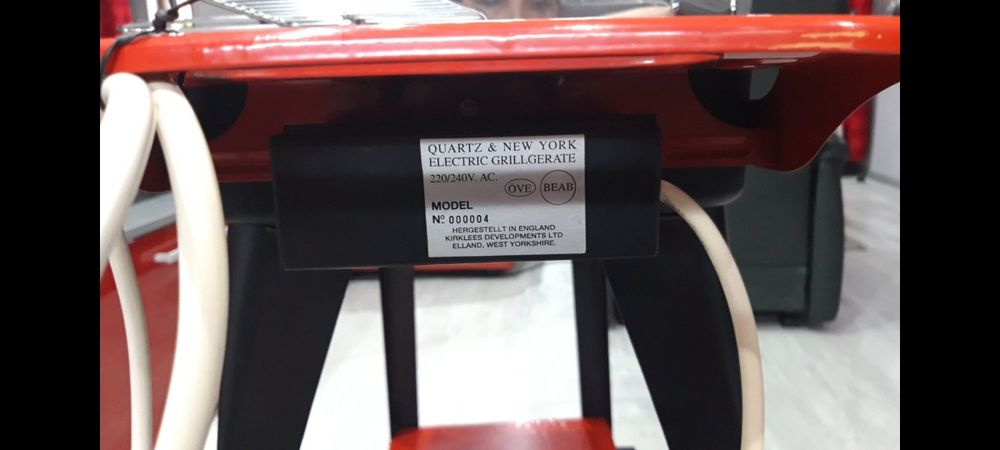 QUARTZ & NEW YORK
ELECTRIC GRILLGERATE
220/240V. AC.
OVE BEAB
MODEL
Nº 000004
HERGESTELLT IN ENGLAND
KIRKLEES DEVELOPMENTS LTD
ELLAND, WEST YORKSHIRE.